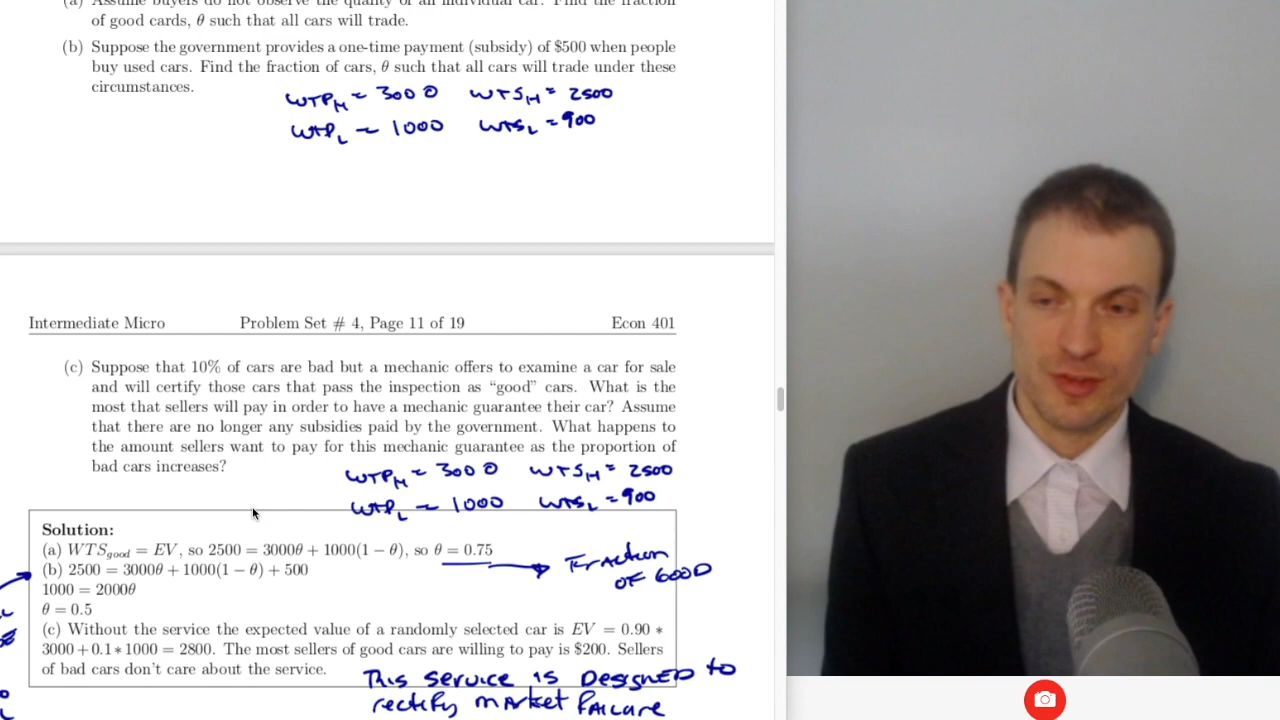 (a) Assume buyers do not observe the quality of an individual car. Find the fraction
of good cards, θ such that all cars will trade.
(b) Suppose the government provides a one-time payment (subsidy) of $500 when people
buy used cars. Find the fraction of cars, θ such that all cars will trade under these
circumstances.
WTP_H = 3000 WTS_H = 2500
WTP_L = 1000 WTS_L = 900
Intermediate Micro Problem Set # 4, Page 11 of 19 Econ 401
(c) Suppose that 10% of cars are bad but a mechanic offers to examine a car for sale
and will certify those cars that pass the inspection as “good” cars. What is the
most that sellers will pay in order to have a mechanic guarantee their car? Assume
that there are no longer any subsidies paid by the government. What happens to
the amount sellers want to pay for this mechanic guarantee as the proportion of
bad cars increases?
WTP_H = 3000 WTS_H = 2500
WTP_L = 1000 WTS_L = 900
Solution:
(a) WTS_good = EV, so 2500 = 3000θ + 1000(1 − θ), so θ = 0.75
(b) 2500 = 3000θ + 1000(1 − θ) + 500
1000 = 2000θ
θ = 0.5
Fraction
OF GOOD
(c) Without the service the expected value of a randomly selected car is EV = 0.90 ∗
3000 + 0.1 ∗ 1000 = 2800. The most sellers of good cars are willing to pay is $200. Sellers
of bad cars don’t care about the service.
This service is Designed to
rectify market failure